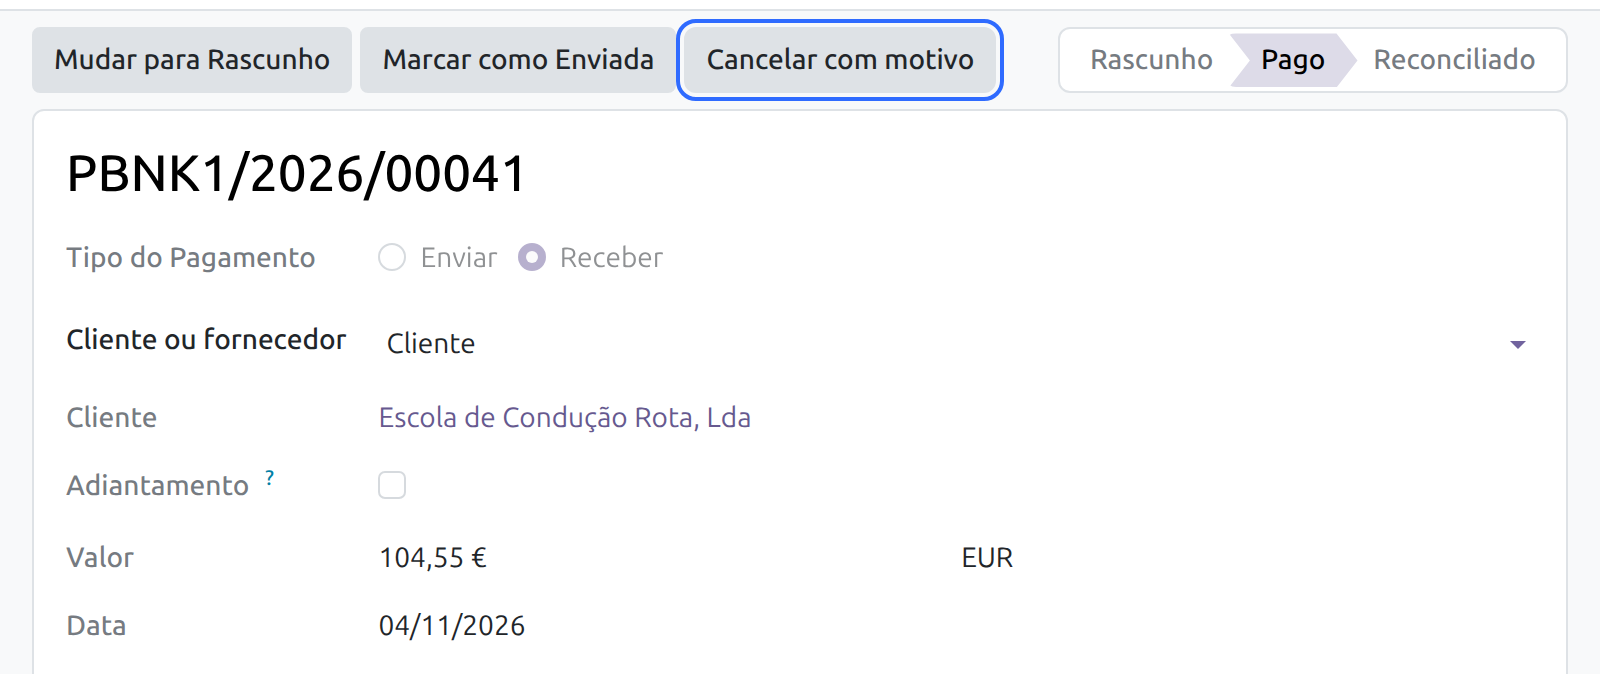 Mudar para Rascunho Marcar como Enviada Cancelar com motivo Rascunho Pago Reconciliado
PBNK1/2026/00041
Tipo do Pagamento Enviar Receber
Cliente ou fornecedor Cliente
Cliente Escola de Condução Rota, Lda
Adiantamento ?
Valor 104,55 € EUR
Data 04/11/2026